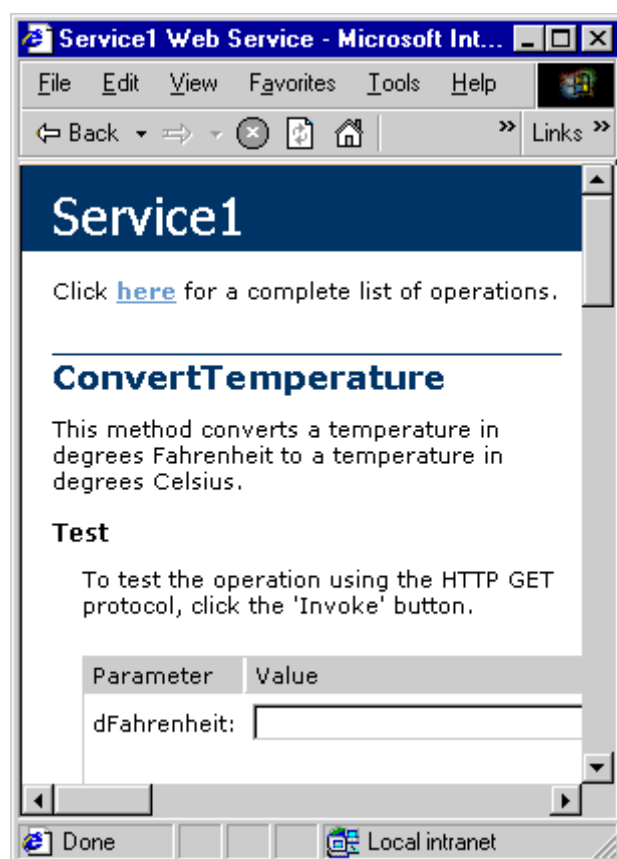 Service1 Web Service - Microsoft Int...
File Edit View Favorites Tools Help
Back » Links »
Service1
Click here for a complete list of operations.
ConvertTemperature
This method converts a temperature in
degrees Fahrenheit to a temperature in
degrees Celsius.
Test
To test the operation using the HTTP GET
protocol, click the 'Invoke' button.
Parameter Value
dFahrenheit:
Done Local intranet